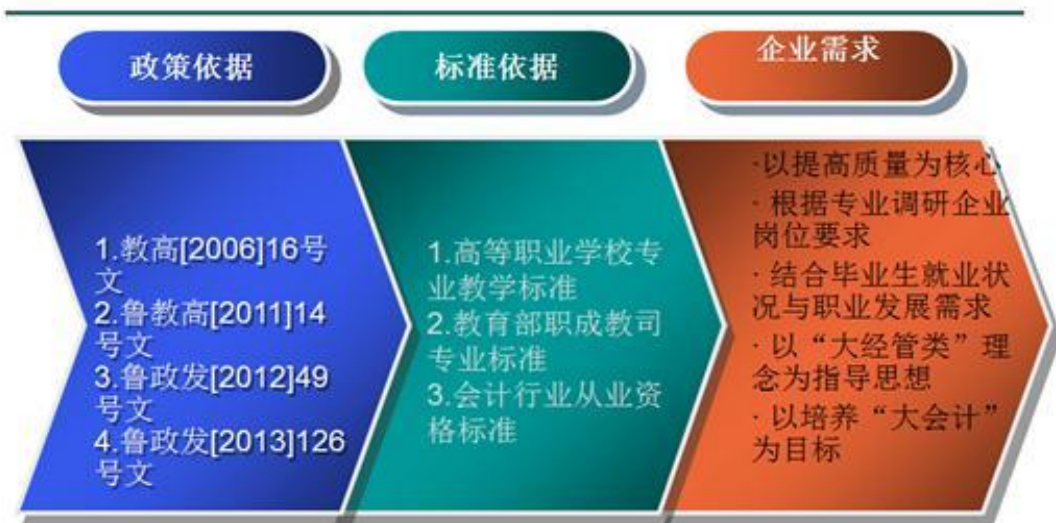 政策依据
标准依据
企业需求
1.教高[2006]16号
文
2.鲁教高[2011]14
号文
3.鲁政发[2012]49
号文
4.鲁政发[2013]126
号文
1.高等职业学校专
业教学标准
2.教育部职成教司
专业标准
3.会计行业从业资
格标准
·以提高质量为核心
· 根据专业调研企业
岗位要求
· 结合毕业生就业状
况与职业发展需求
· 以“大经管类”理
念为指导思想
· 以培养“大会计”
为目标